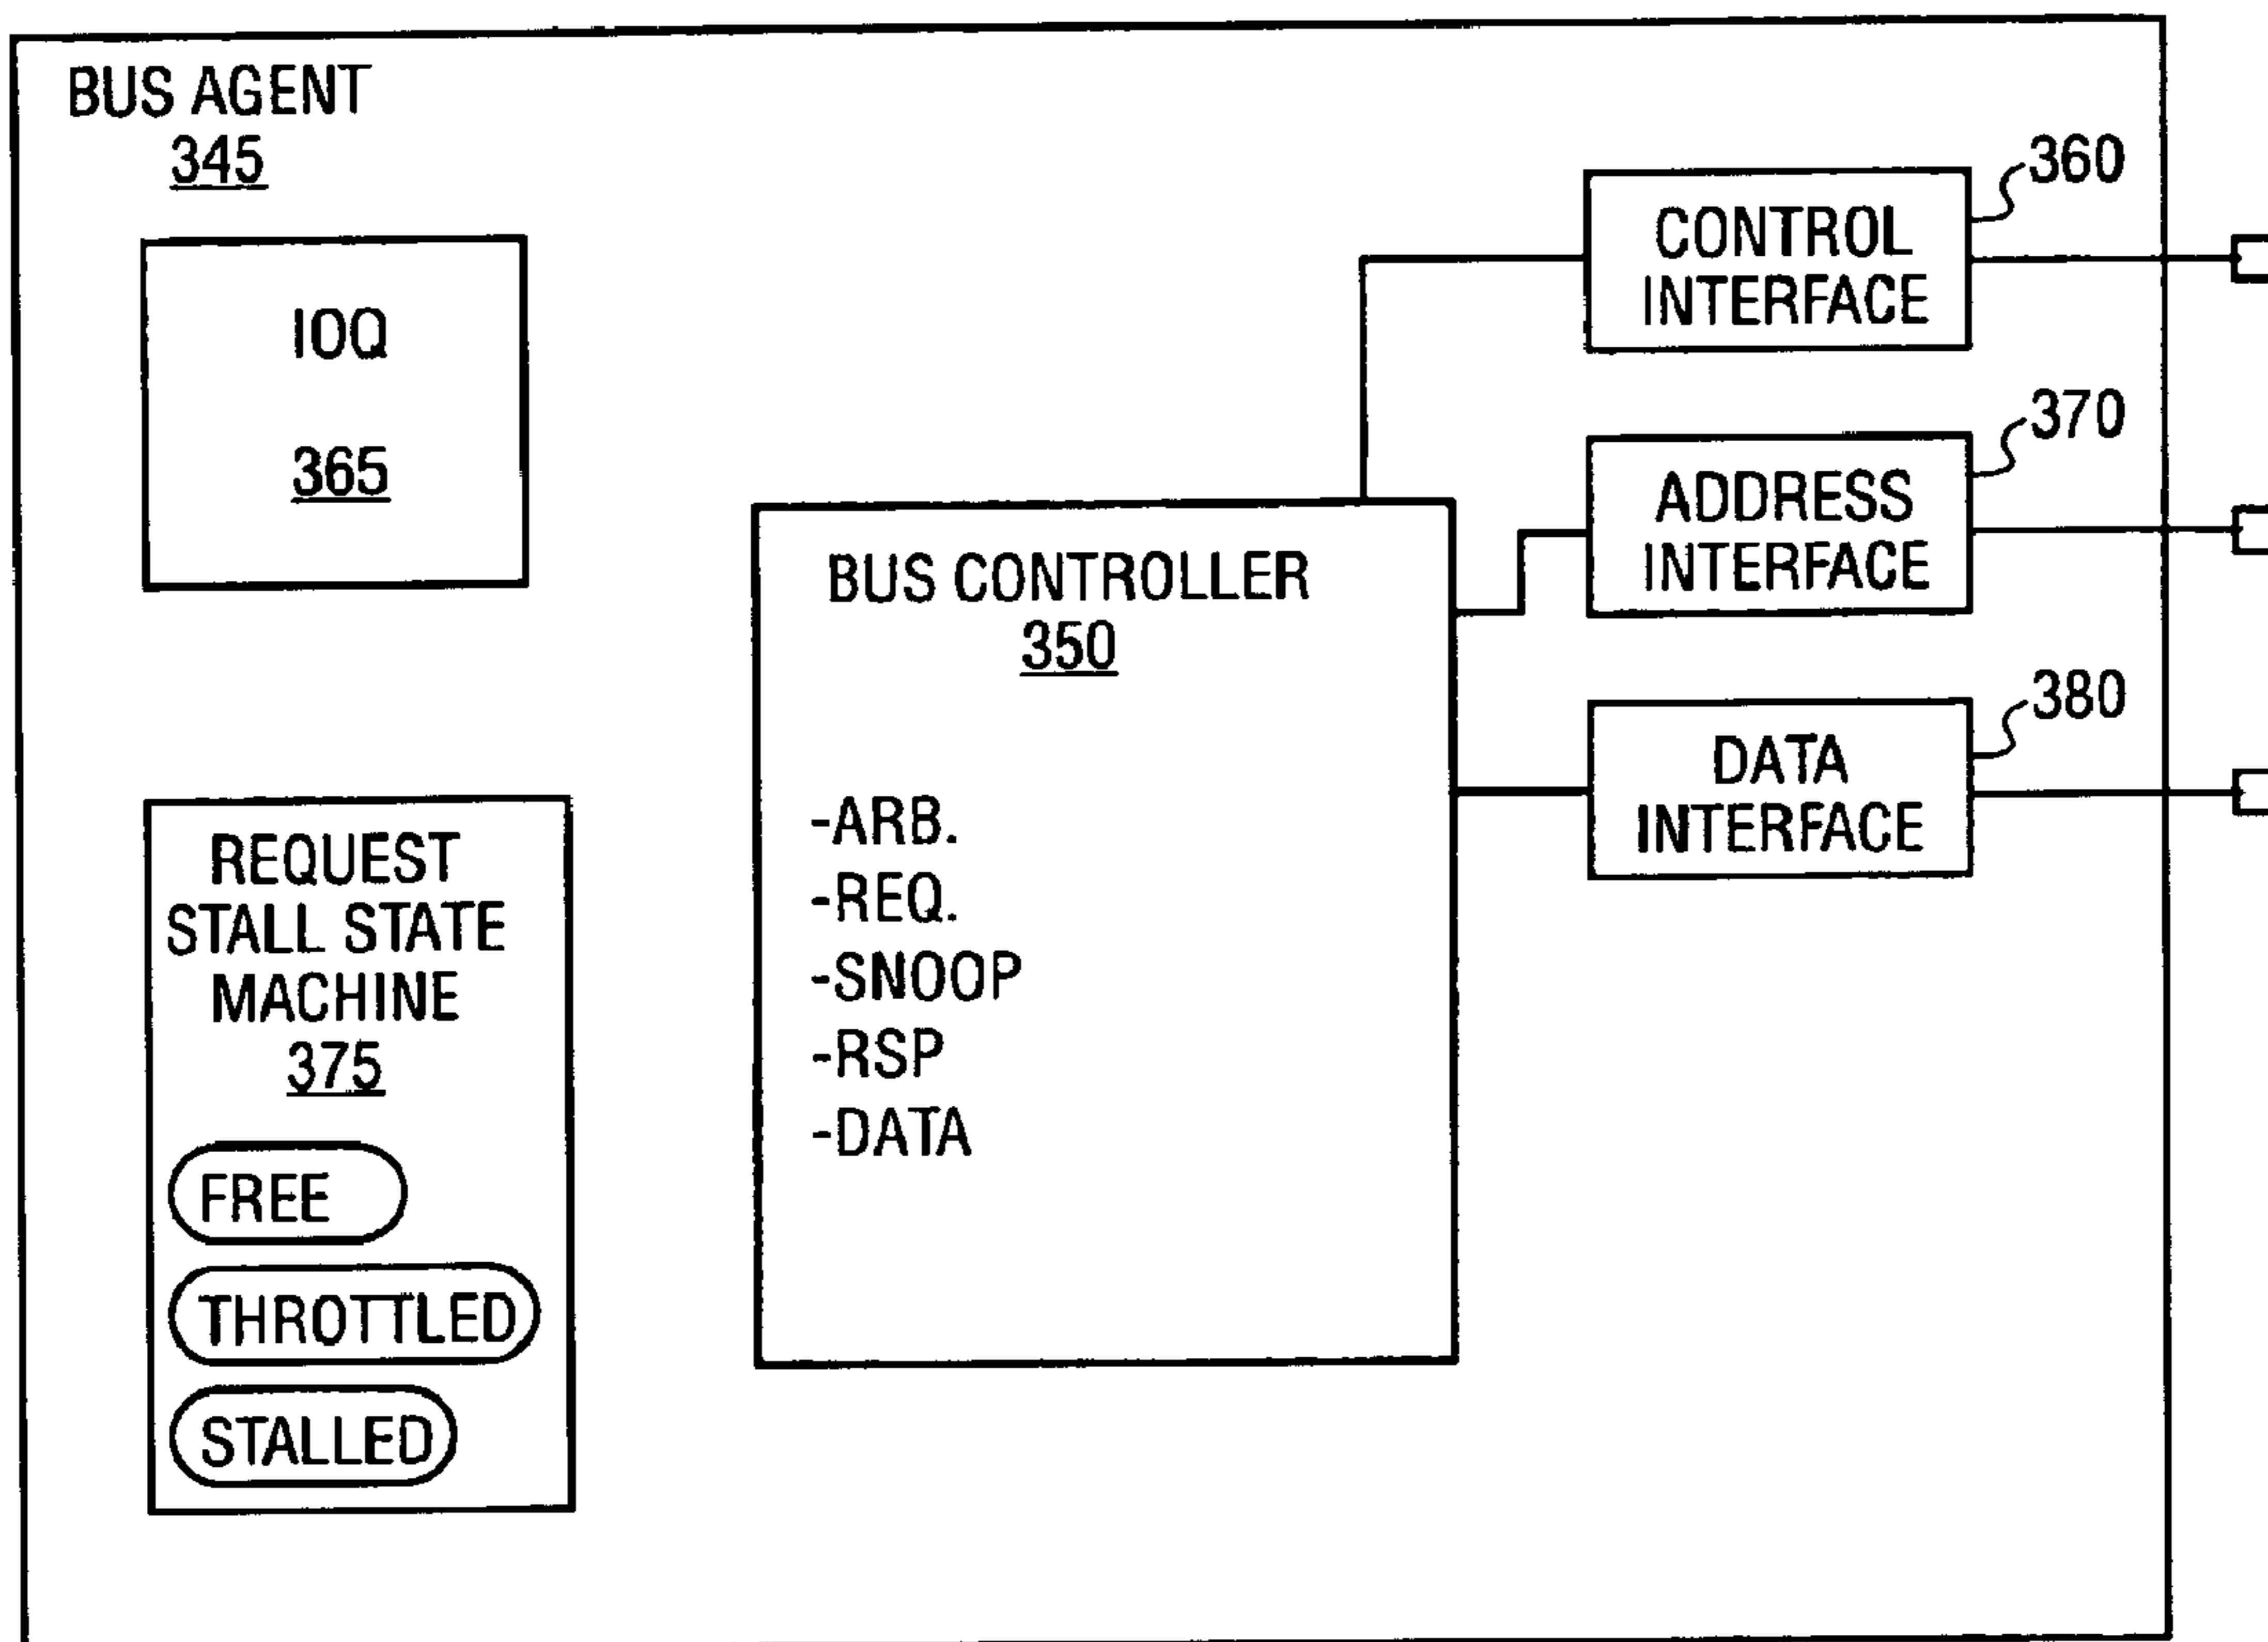 BUS AGENT
345
IOQ
365
REQUEST
STALL STATE
MACHINE
375
FREE
THROTTLED
STALLED
BUS CONTROLLER
350
-ARB.
-REQ.
-SNOOP
-RSP
-DATA
CONTROL
INTERFACE
360
ADDRESS
INTERFACE
370
DATA
INTERFACE
380